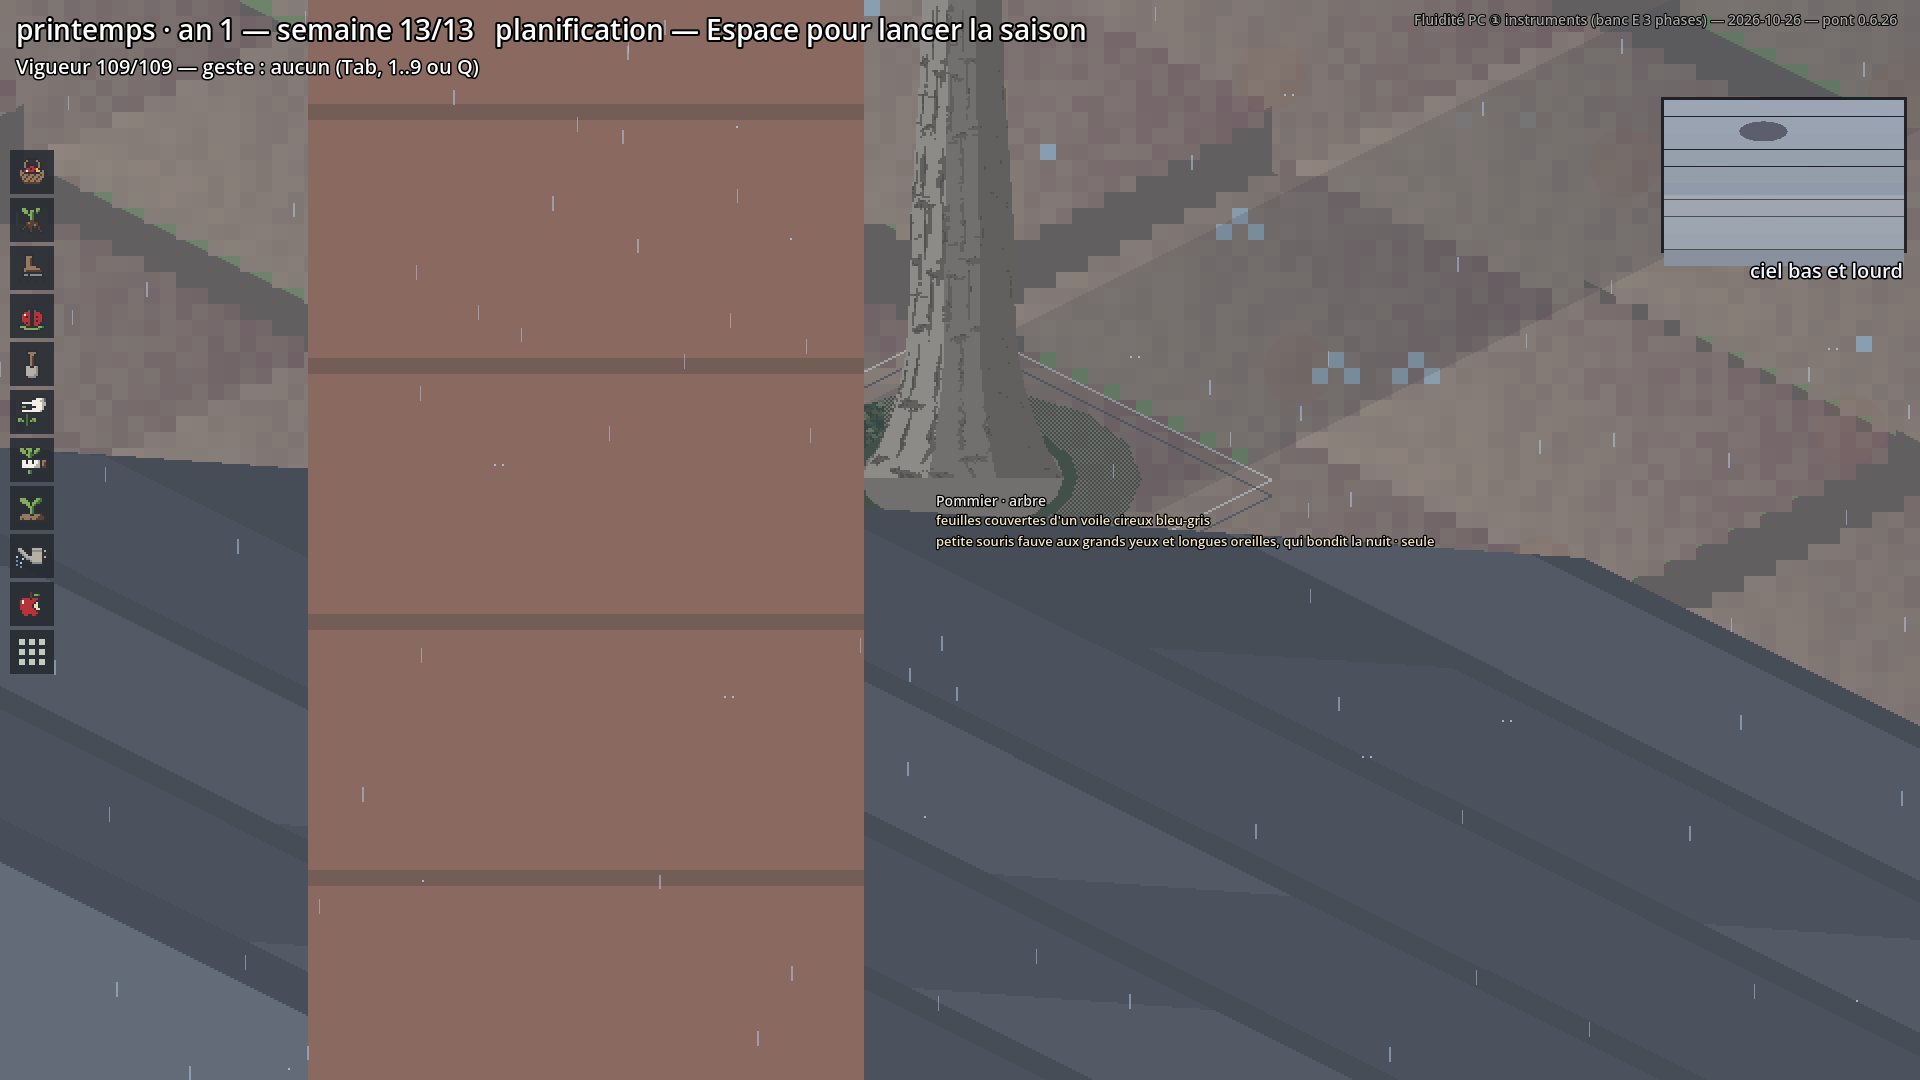 printemps · an 1 — semaine 13/13 planification — Espace pour lancer la saison
Fluidité PC ① instruments (banc E 3 phases) — 2026-10-26 — pont 0.6.26
Vigueur 109/109 — geste : aucun (Tab, 1..9 ou Q)
ciel bas et lourd
Pommier · arbre
feuilles couvertes d'un voile cireux bleu-gris
petite souris fauve aux grands yeux et longues oreilles, qui bondit la nuit · seule